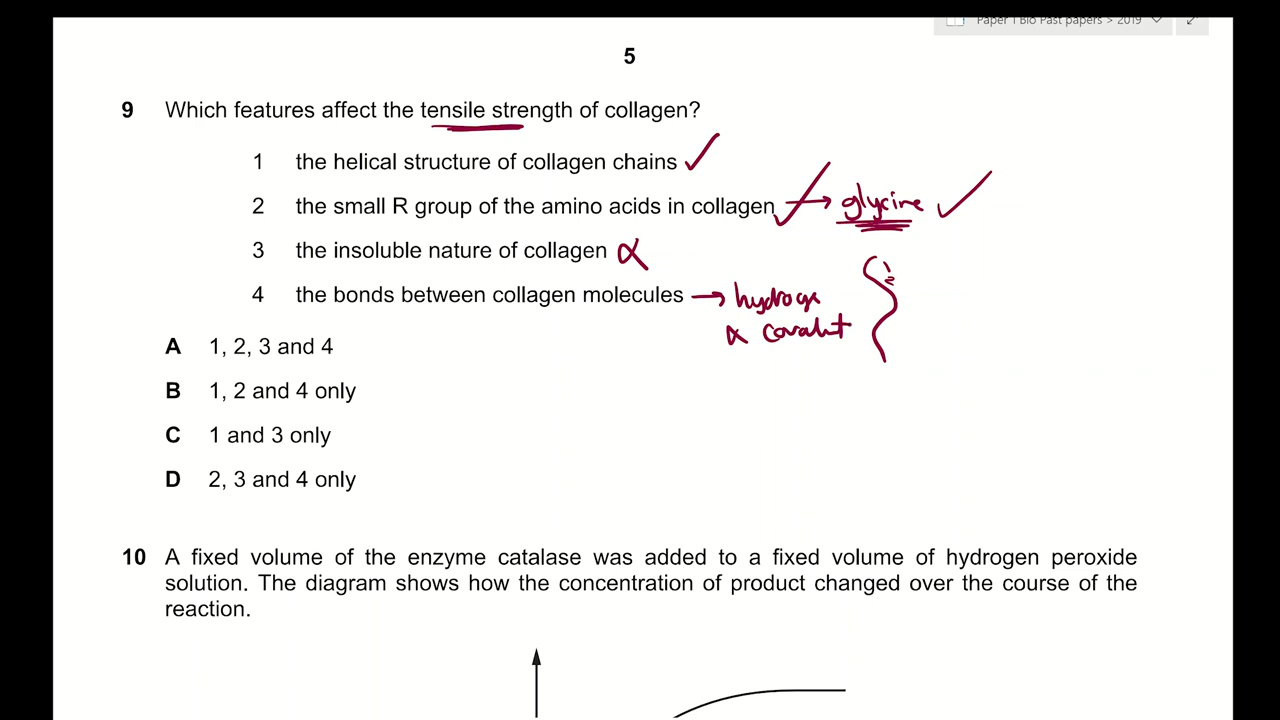 Paper 1 Bio Past papers > 2019
5
9 Which features affect the tensile strength of collagen?
1 the helical structure of collagen chains
2 the small R group of the amino acids in collagen → glycine
3 the insoluble nature of collagen
4 the bonds between collagen molecules →
covalent
A 1, 2, 3 and 4
B 1, 2 and 4 only
C 1 and 3 only
D 2, 3 and 4 only
10 A fixed volume of the enzyme catalase was added to a fixed volume of hydrogen peroxide
solution. The diagram shows how the concentration of product changed over the course of the
reaction.